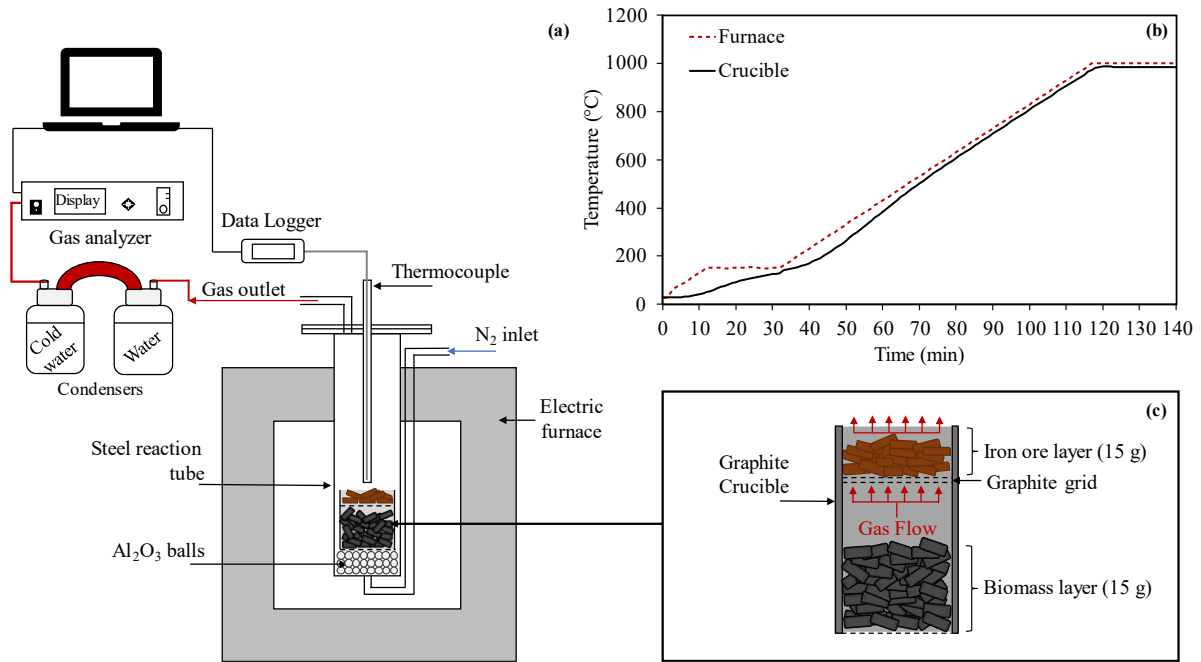 (a)
Display
Gas analyzer
Data Logger
Thermocouple
Gas outlet
N₂ inlet
Cold
water
Water
Condensers
Electric
furnace
Steel reaction
tube
Al₂O₃ balls
(b)
Furnace
Crucible
Temperature (°C)
1200
1000
800
600
400
200
0
0 10 20 30 40 50 60 70 80 90 100 110 120 130 140
Time (min)
(c)
Graphite
Crucible
Iron ore layer (15 g)
Graphite grid
Gas Flow
Biomass layer (15 g)